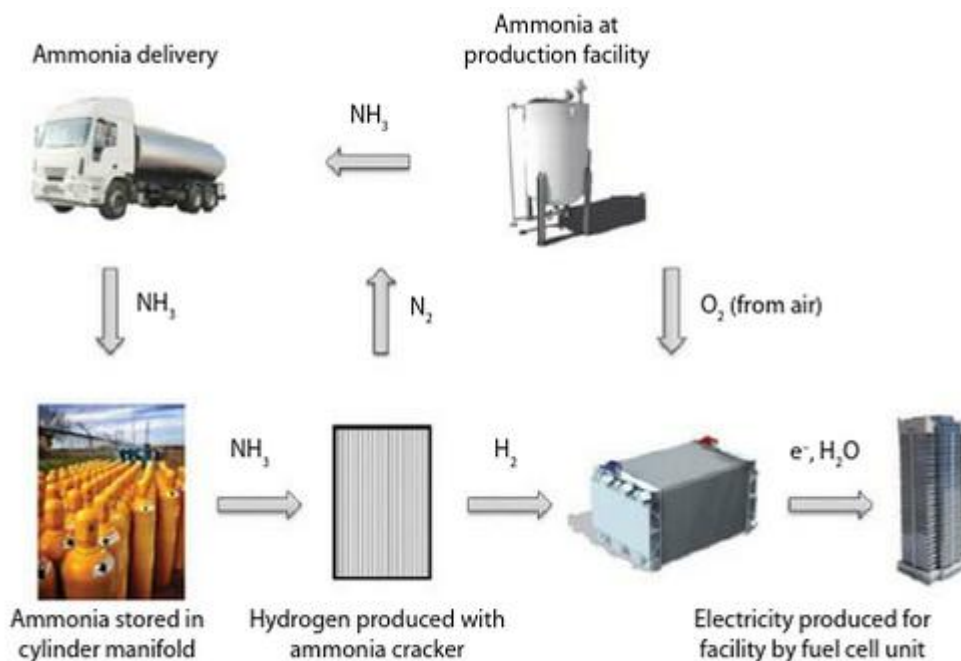 Ammonia delivery
Ammonia at
production facility
NH₃
NH₃
N₂
O₂ (from air)
NH₃
H₂
e⁻, H₂O
Ammonia stored in
cylinder manifold
Hydrogen produced with
ammonia cracker
Electricity produced for
facility by fuel cell unit